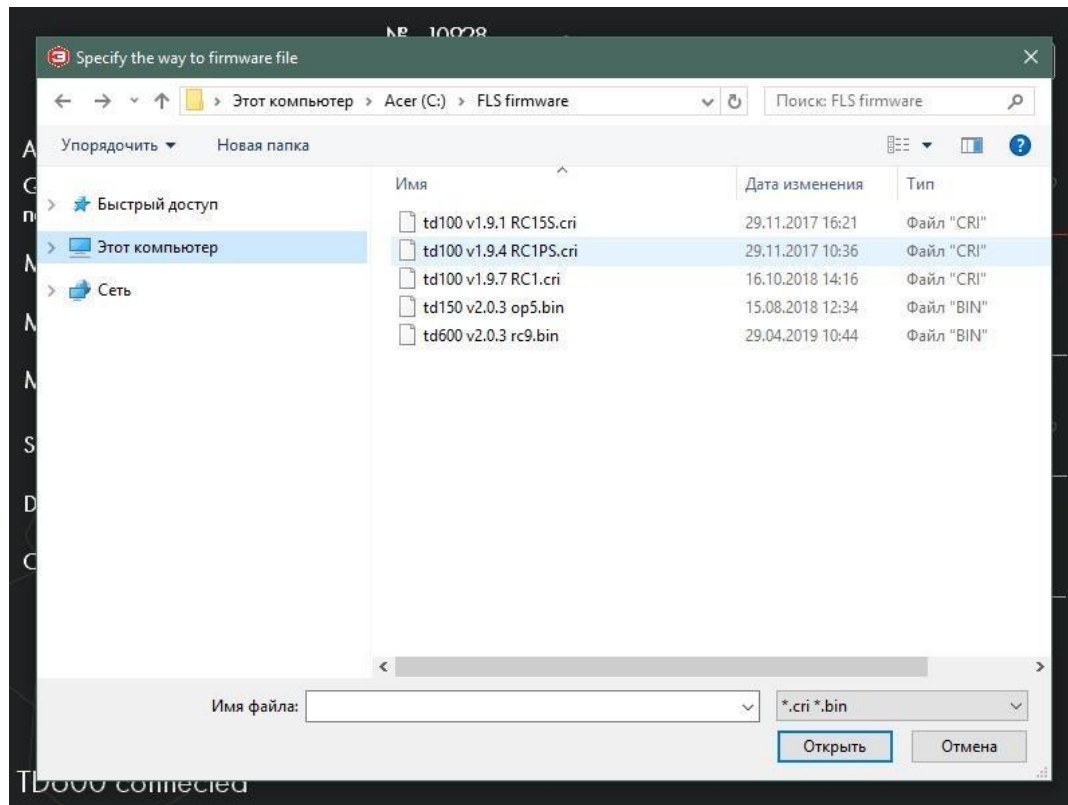 № 10928
Specify the way to firmware file
Этот компьютер > Acer (C:) > FLS firmware
Поиск: FLS firmware
Упорядочить Новая папка
Имя Дата изменения Тип
Быстрый доступ
Этот компьютер
Сеть
td100 v1.9.1 RC15S.cri 29.11.2017 16:21 Файл "CRI"
td100 v1.9.4 RC1PS.cri 29.11.2017 10:36 Файл "CRI"
td100 v1.9.7 RC1.cri 16.10.2018 14:16 Файл "CRI"
td150 v2.0.3 op5.bin 15.08.2018 12:34 Файл "BIN"
td600 v2.0.3 rc9.bin 29.04.2019 10:44 Файл "BIN"
Имя файла: *.cri *.bin
Открыть Отмена
TD600 connected